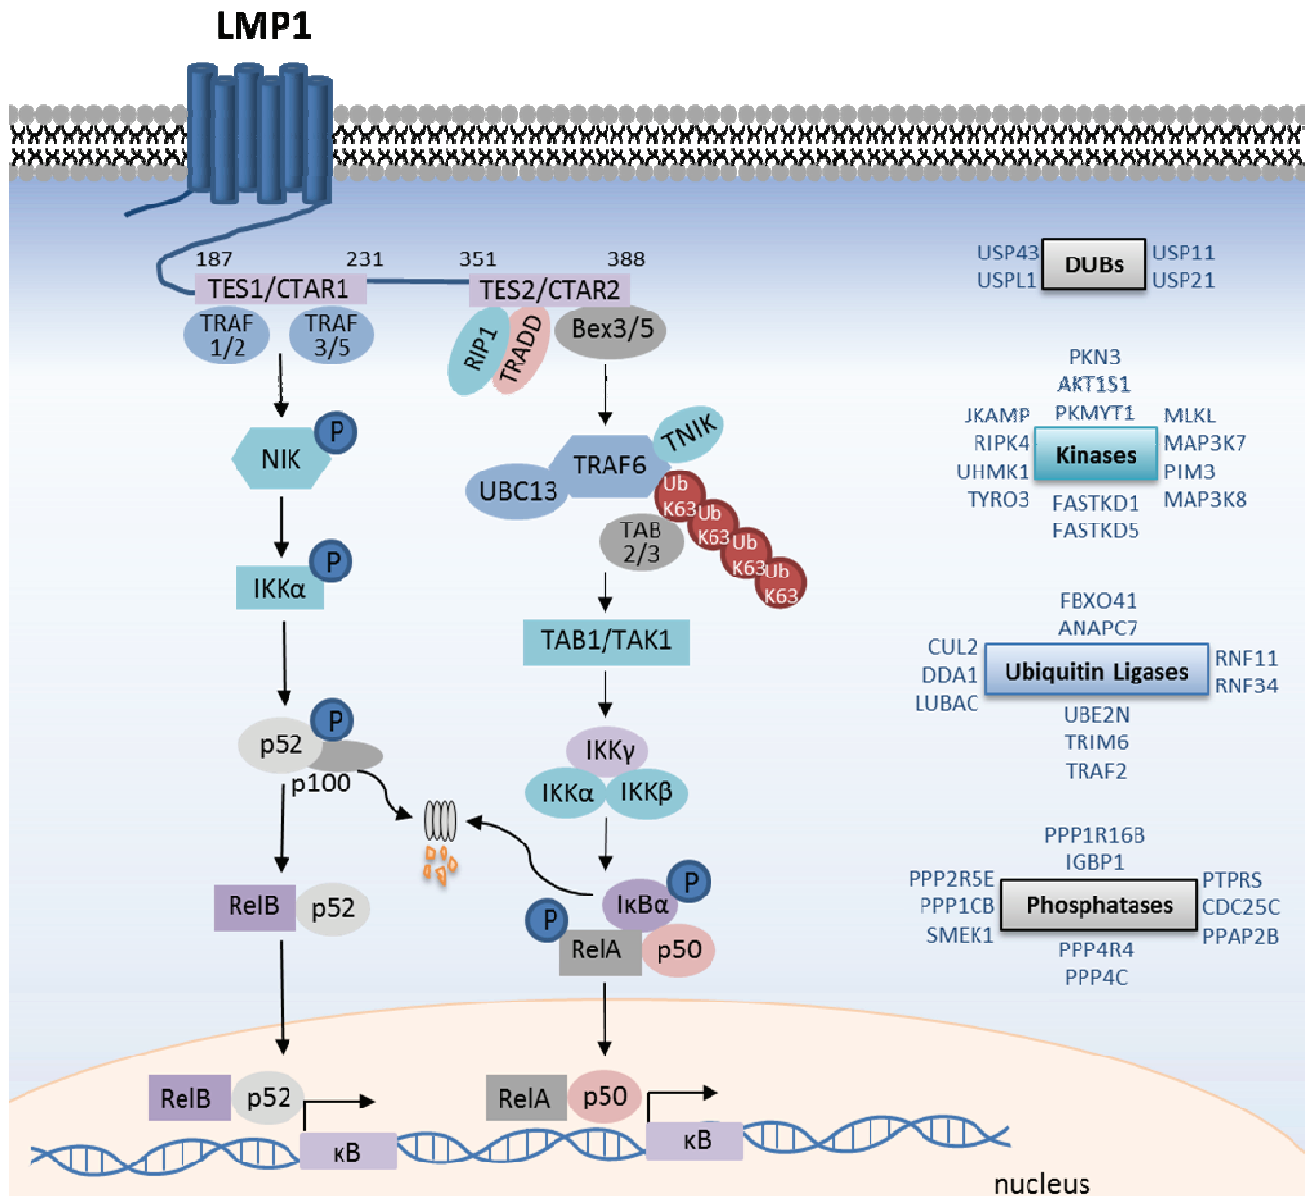 LMP1
187 231 351 388
TES1/CTAR1
TES2/CTAR2
TRAF
1/2
TRAF
3/5
RIP1
TRADD
Bex3/5
NIK
P
TNIK
TRAF6
UBC13
TAB
2/3
Ub
K63
Ub
K63
Ub
K63
Ub
K63
IKKα
P
TAB1/TAK1
p52
P
p100
IKKγ
IKKα
IKKβ
RelB
p52
IκBα
P
P
RelA
p50
RelB
p52
κB
RelA
p50
κB
nucleus
USP43
USPL1
DUBs
USP11
USP21
PKN3
AKT1S1
PKMYT1
JKAMP
RIPK4
UHMK1
TYRO3
Kinases
MLKL
MAP3K7
PIM3
MAP3K8
FASTKD1
FASTKD5
FBXO41
ANAPC7
CUL2
DDA1
LUBAC
Ubiquitin Ligases
RNF11
RNF34
UBE2N
TRIM6
TRAF2
PPP1R16B
IGBP1
PPP2R5E
PPP1CB
SMEK1
Phosphatases
PTPRS
CDC25C
PPAP2B
PPP4R4
PPP4C